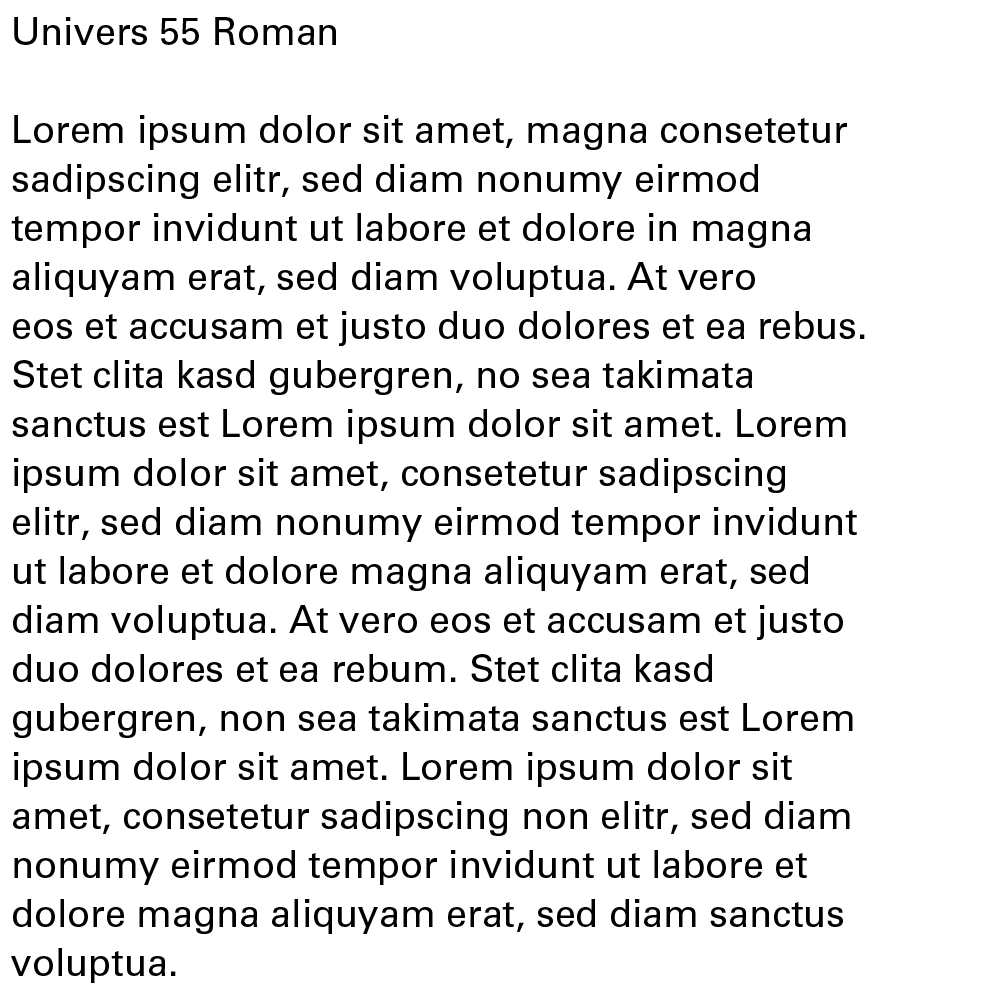 Univers 55 Roman
Lorem ipsum dolor sit amet, magna consetetur
sadipscing elitr, sed diam nonumy eirmod
tempor invidunt ut labore et dolore in magna
aliquyam erat, sed diam voluptua. At vero
eos et accusam et justo duo dolores et ea rebus.
Stet clita kasd gubergren, no sea takimata
sanctus est Lorem ipsum dolor sit amet. Lorem
ipsum dolor sit amet, consetetur sadipscing
elitr, sed diam nonumy eirmod tempor invidunt
ut labore et dolore magna aliquyam erat, sed
diam voluptua. At vero eos et accusam et justo
duo dolores et ea rebum. Stet clita kasd
gubergren, non sea takimata sanctus est Lorem
ipsum dolor sit amet. Lorem ipsum dolor sit
amet, consetetur sadipscing non elitr, sed diam
nonumy eirmod tempor invidunt ut labore et
dolore magna aliquyam erat, sed diam sanctus
voluptua.